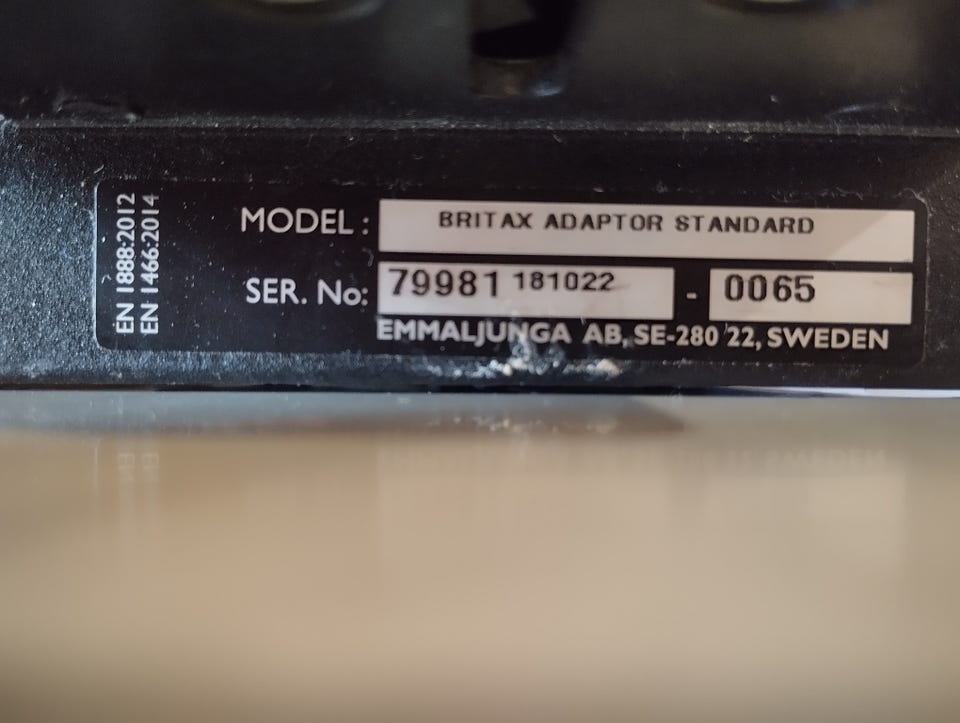 EN 1888:2012
EN 1466:2014
MODEL : BRITAX ADAPTOR STANDARD
SER. No: 79981 181022 - 0065
EMMALJUNGA AB, SE-280 22, SWEDEN